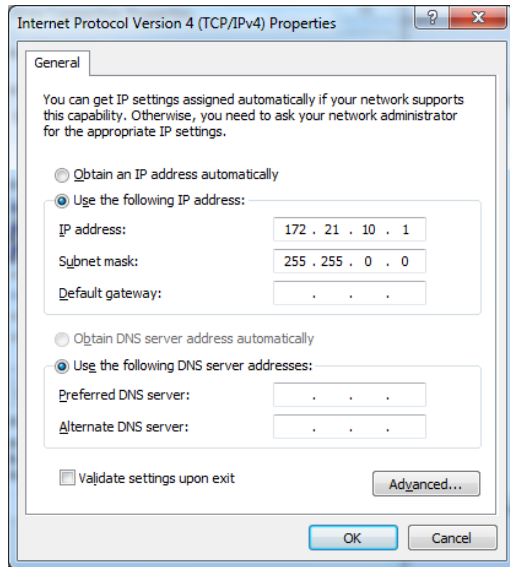 Internet Protocol Version 4 (TCP/IPv4) Properties
General
You can get IP settings assigned automatically if your network supports
this capability. Otherwise, you need to ask your network administrator
for the appropriate IP settings.
Obtain an IP address automatically
Use the following IP address:
IP address: 172 . 21 . 10 . 1
Subnet mask: 255 . 255 . 0 . 0
Default gateway: . . .
Obtain DNS server address automatically
Use the following DNS server addresses:
Preferred DNS server: . . .
Alternate DNS server: . . .
Validate settings upon exit
Advanced...
OK Cancel